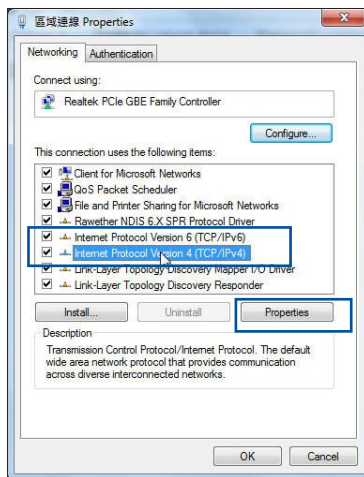 區域連線 Properties
Networking
Authentication
Connect using:
Realtek PCIe GBE Family Controller
Configure...
This connection uses the following items:
Client for Microsoft Networks
QoS Packet Scheduler
File and Printer Sharing for Microsoft Networks
Rawether NDIS 6.X SPR Protocol Driver
Internet Protocol Version 6 (TCP/IPv6)
Internet Protocol Version 4 (TCP/IPv4)
Link-Layer Topology Discovery Mapper I/O Driver
Link-Layer Topology Discovery Responder
Install...
Uninstall
Properties
Description
Transmission Control Protocol/Internet Protocol. The default
wide area network protocol that provides communication
across diverse interconnected networks.
OK
Cancel